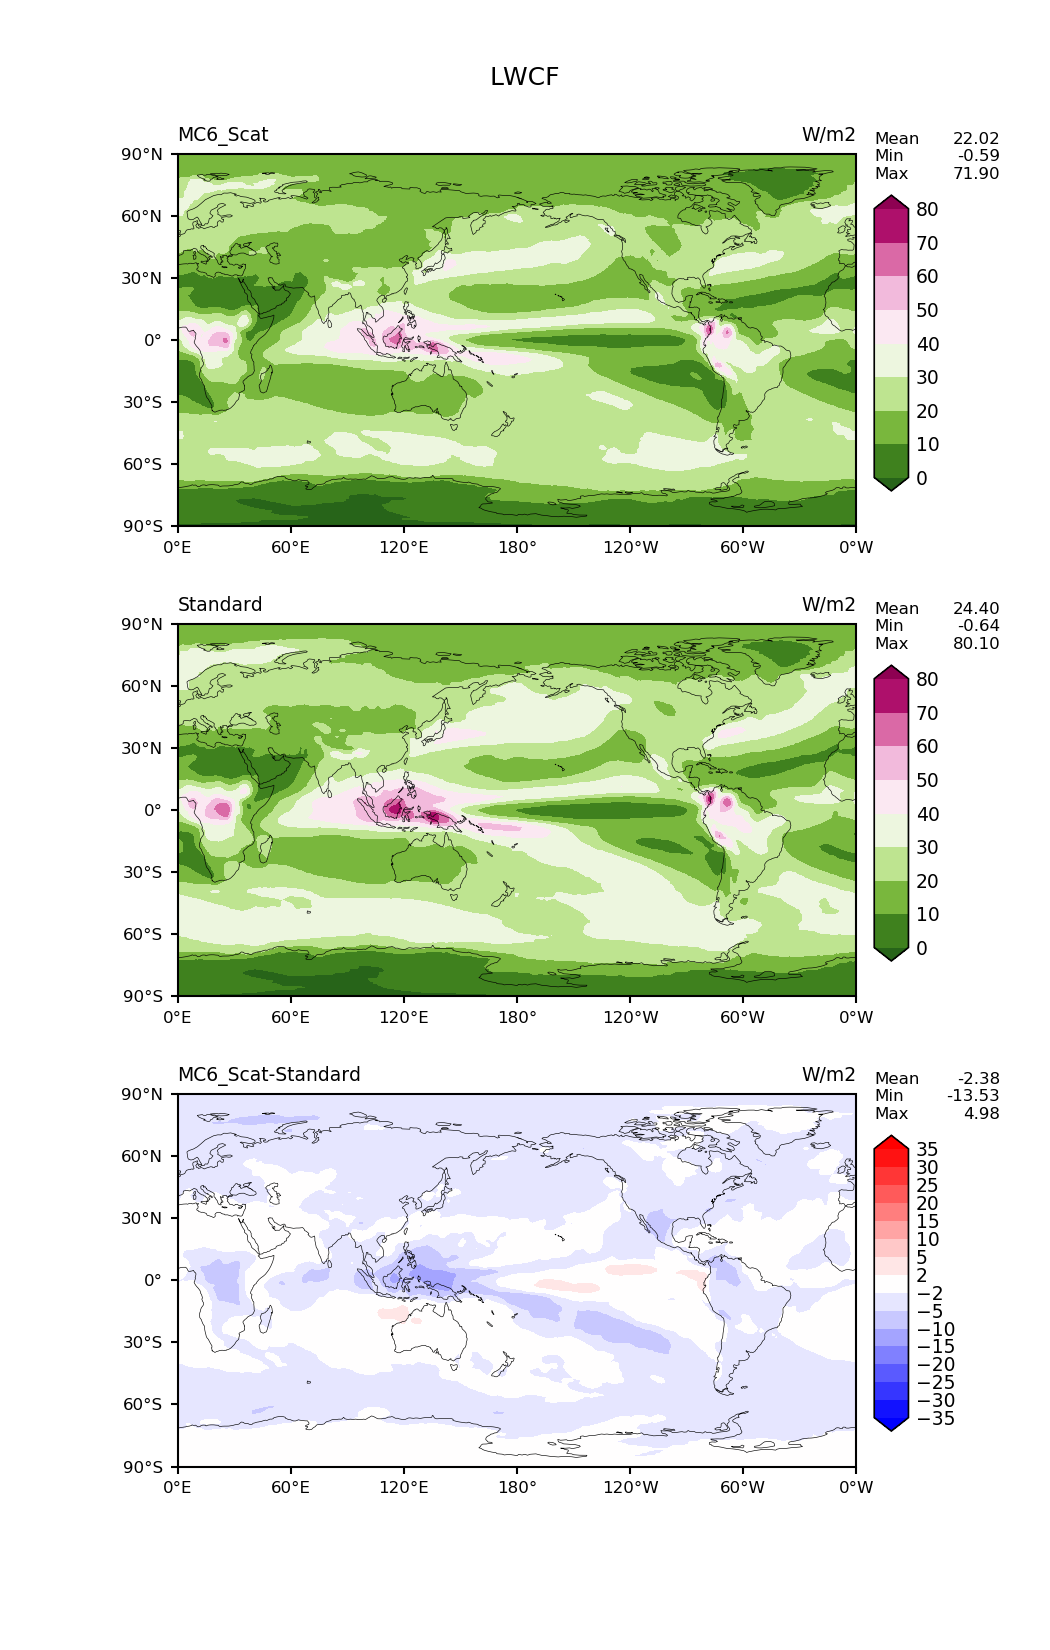 LWCF
MC6_Scat W/m2
Mean 22.02
Min -0.59
Max 71.90
90°N
60°N
30°N
0°
30°S
60°S
90°S
0°E 60°E 120°E 180° 120°W 60°W 0°W
80
70
60
50
40
30
20
10
0
Standard W/m2
Mean 24.40
Min -0.64
Max 80.10
90°N
60°N
30°N
0°
30°S
60°S
90°S
0°E 60°E 120°E 180° 120°W 60°W 0°W
80
70
60
50
40
30
20
10
0
MC6_Scat-Standard W/m2
Mean -2.38
Min -13.53
Max 4.98
90°N
60°N
30°N
0°
30°S
60°S
90°S
0°E 60°E 120°E 180° 120°W 60°W 0°W
35
30
25
20
15
10
5
2
−2
−5
−10
−15
−20
−25
−30
−35